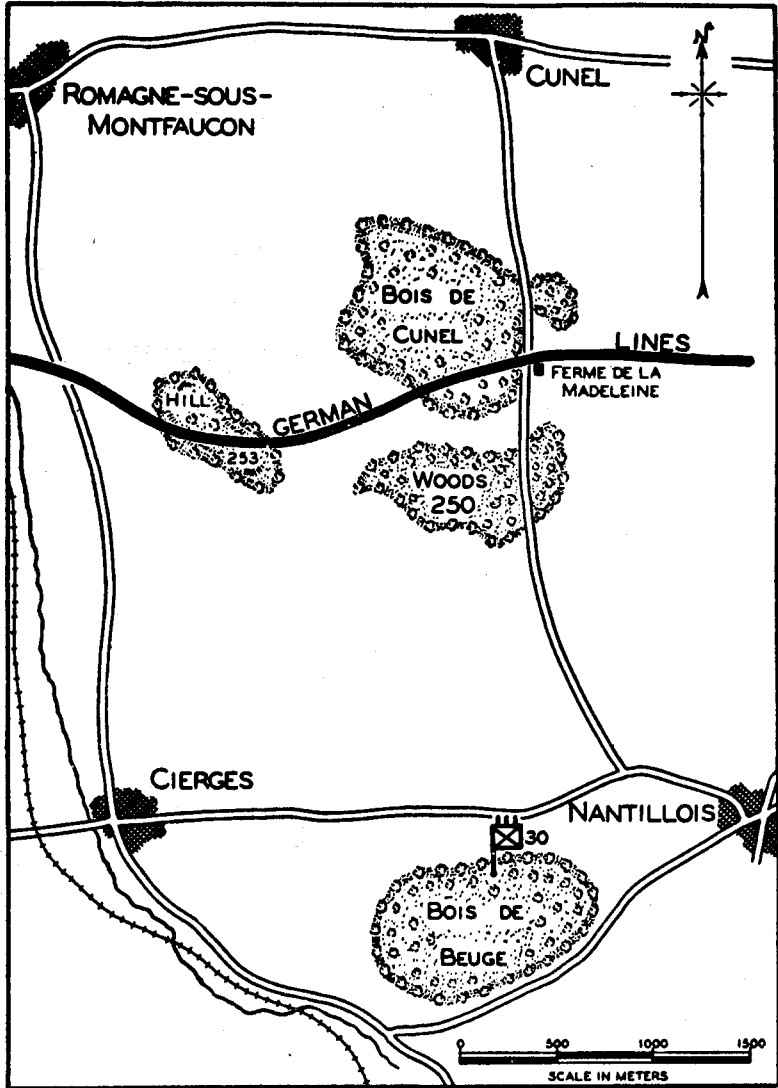 N
ROMAGNE-SOUS-
MONTFAUCON
CUNEL
BOIS DE
CUNEL
LINES
FERME DE LA
MADELEINE
HILL
GERMAN
253
WOODS
250
CIERGES
NANTILLOIS
30
BOIS DE
BEUGE
0 500 1000 1500
SCALE IN METERS